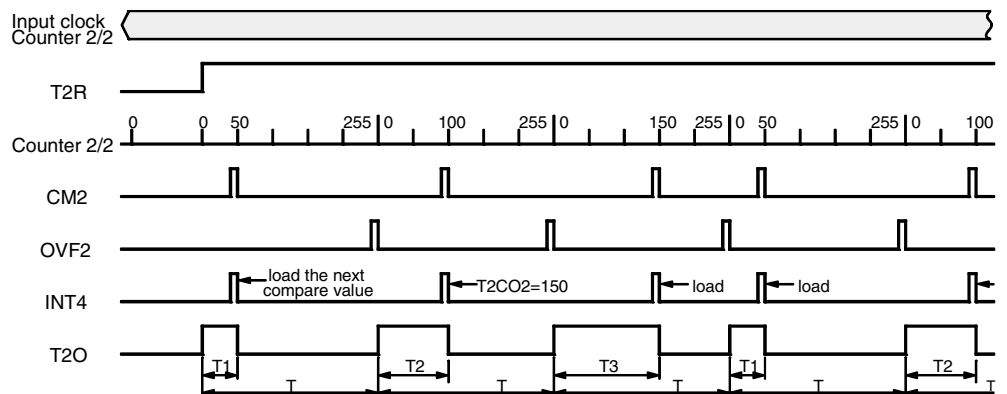 Input clock
Counter 2/2
T2R
0 0 50 255 0 100 255 0 150 255 0 50 255 0 100
Counter 2/2
CM2
OVF2
INT4
load the next
compare value
T2CO2=150
load
load
T2O
T1 T2 T3 T1 T2
T T T T T